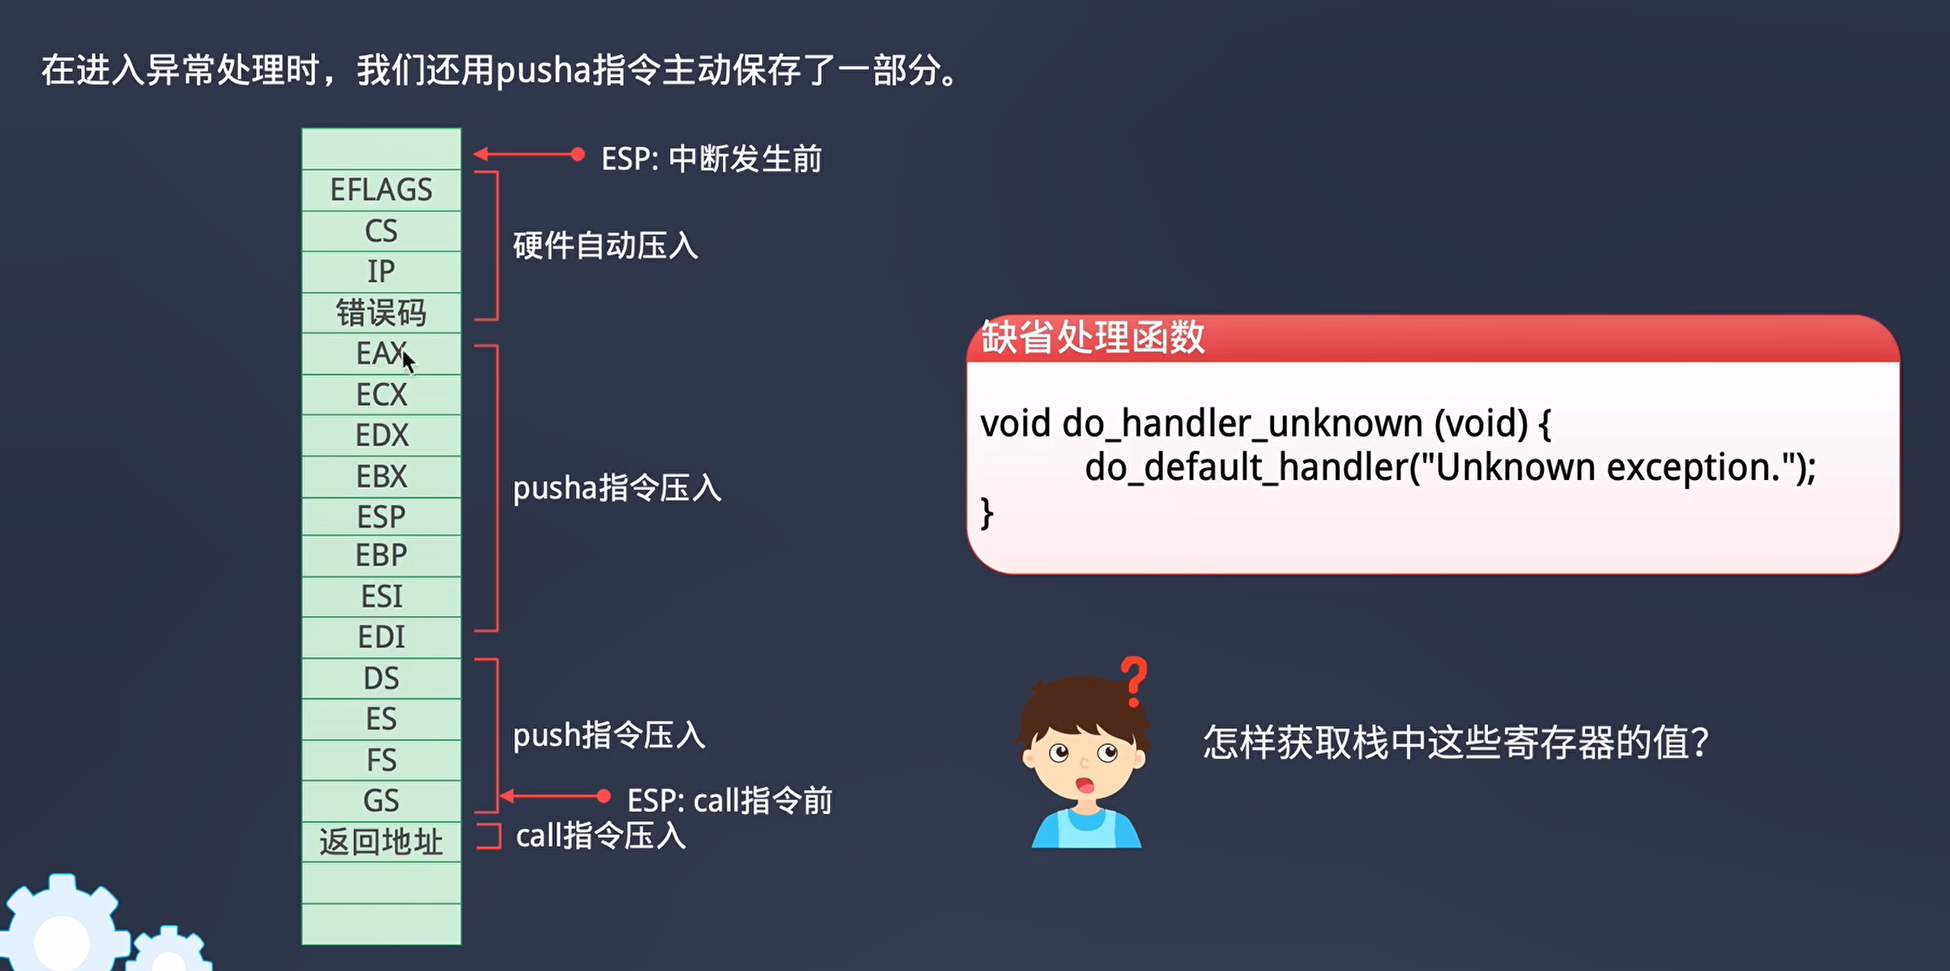 在进入异常处理时，我们还用pusha指令主动保存了一部分。
ESP: 中断发生前
EFLAGS
CS
IP
错误码
硬件自动压入
EAX
ECX
EDX
EBX
ESP
EBP
ESI
EDI
pusha指令压入
DS
ES
FS
GS
push指令压入
ESP: call指令前
返回地址
call指令压入
缺省处理函数
void do_handler_unknown (void) {
do_default_handler("Unknown exception.");
}
?
怎样获取栈中这些寄存器的值?